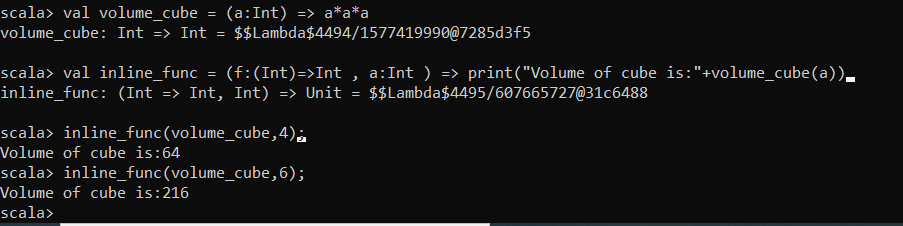 scala> val volume_cube = (a:Int) => a*a*a
volume_cube: Int => Int = $$Lambda$4494/1577419990@7285d3f5
scala> val inline_func = (f:(Int)=>Int , a:Int ) => print("Volume of cube is:"+volume_cube(a))
inline_func: (Int => Int, Int) => Unit = $$Lambda$4495/607665727@31c6488
scala> inline_func(volume_cube,4);
Volume of cube is:64
scala> inline_func(volume_cube,6);
Volume of cube is:216
scala>